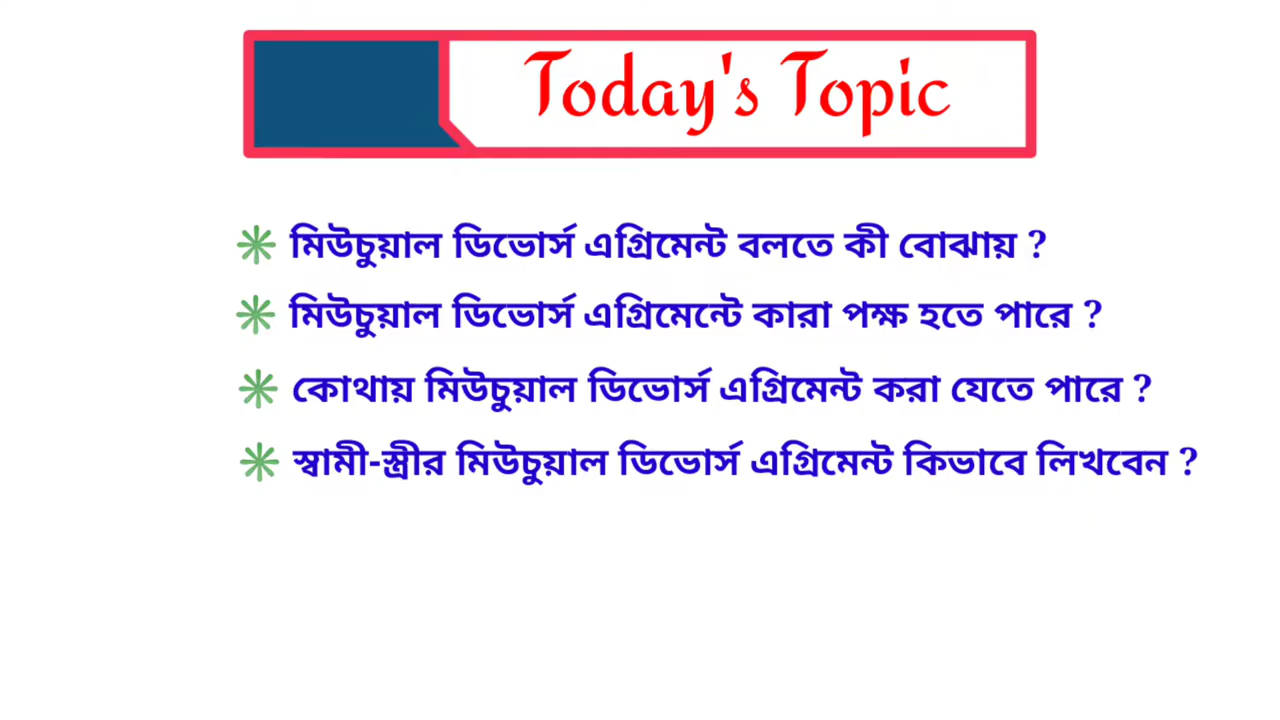 Today's Topic
মিউচুয়াল ডিভোর্স এগ্রিমেন্ট বলতে কী বোঝায় ?
মিউচুয়াল ডিভোর্স এগ্রিমেন্টে কারা পক্ষ হতে পারে ?
কোথায় মিউচুয়াল ডিভোর্স এগ্রিমেন্ট করা যেতে পারে ?
স্বামী-স্ত্রীর মিউচুয়াল ডিভোর্স এগ্রিমেন্ট কিভাবে লিখবেন ?